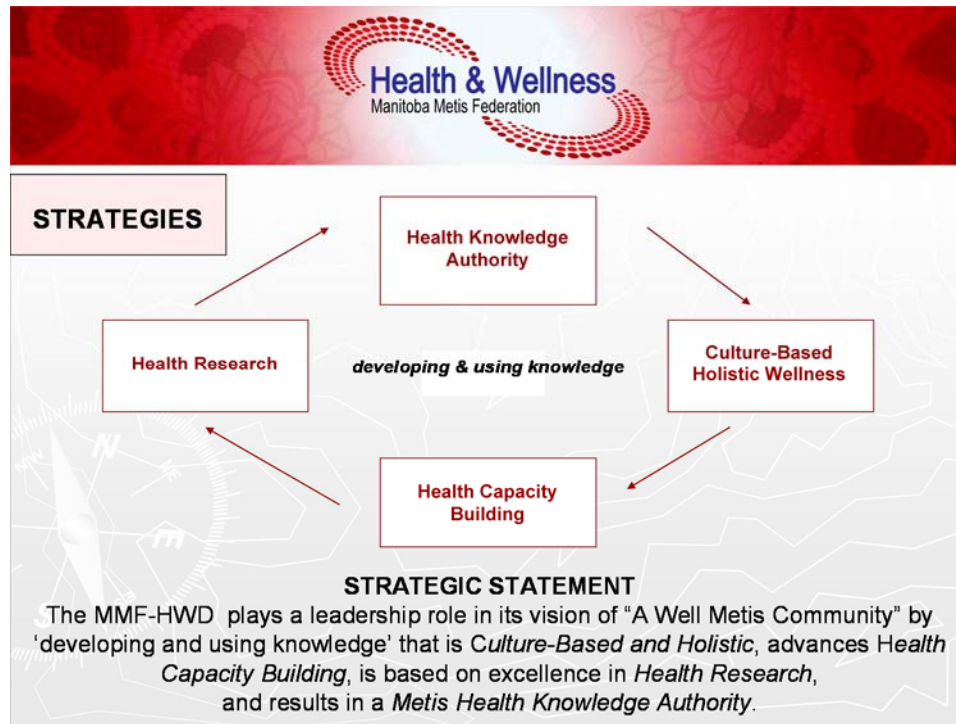 Health & Wellness
Manitoba Metis Federation
STRATEGIES
Health Knowledge
Authority
Health Research
developing & using knowledge
Culture-Based
Holistic Wellness
Health Capacity
Building
N
NW
NE
E
S
STRATEGIC STATEMENT
The MMF-HWD plays a leadership role in its vision of “A Well Metis Community” by
‘developing and using knowledge’ that is Culture-Based and Holistic, advances Health
Capacity Building, is based on excellence in Health Research,
and results in a Metis Health Knowledge Authority.